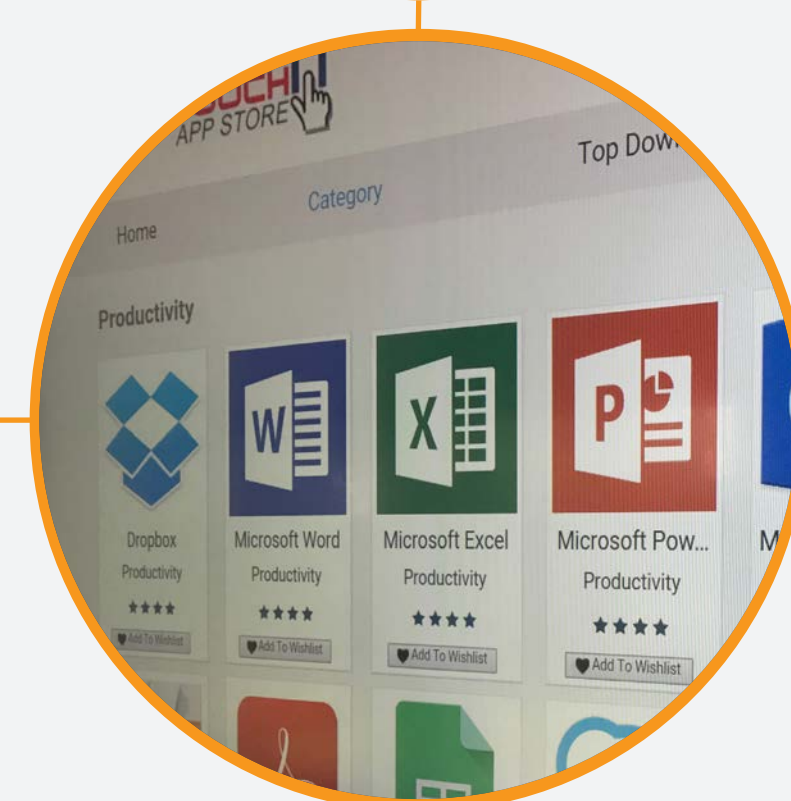 APP STORE
Home
Category
Top
Productivity
Dropbox
Productivity
Add To Wishlist
Microsoft Word
Productivity
Add To Wishlist
Microsoft Excel
Productivity
Add To Wishlist
Microsoft Pow...
Productivity
Add To Wishlist
W
X
P